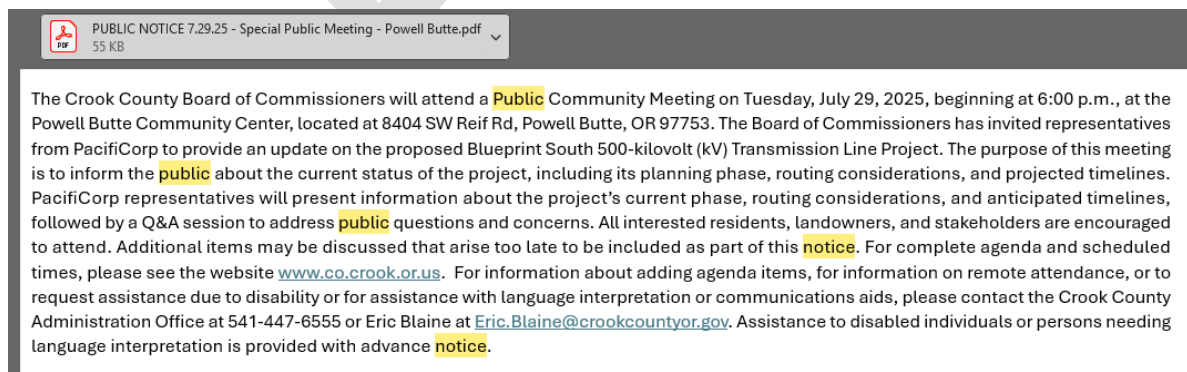 PUBLIC NOTICE 7.29.25 - Special Public Meeting - Powell Butte.pdf
PDF
55 KB
The Crook County Board of Commissioners will attend a Public Community Meeting on Tuesday, July 29, 2025, beginning at 6:00 p.m., at the
Powell Butte Community Center, located at 8404 SW Reif Rd, Powell Butte, OR 97753. The Board of Commissioners has invited representatives
from PacifiCorp to provide an update on the proposed Blueprint South 500-kilovolt (kV) Transmission Line Project. The purpose of this meeting
is to inform the public about the current status of the project, including its planning phase, routing considerations, and projected timelines.
PacifiCorp representatives will present information about the project's current phase, routing considerations, and anticipated timelines,
followed by a Q&A session to address public questions and concerns. All interested residents, landowners, and stakeholders are encouraged
to attend. Additional items may be discussed that arise too late to be included as part of this notice. For complete agenda and scheduled
times, please see the website www.co.crook.or.us. For information about adding agenda items, for information on remote attendance, or to
request assistance due to disability or for assistance with language interpretation or communications aids, please contact the Crook County
Administration Office at 541-447-6555 or Eric Blaine at Eric.Blaine@crookcountyor.gov. Assistance to disabled individuals or persons needing
language interpretation is provided with advance notice.